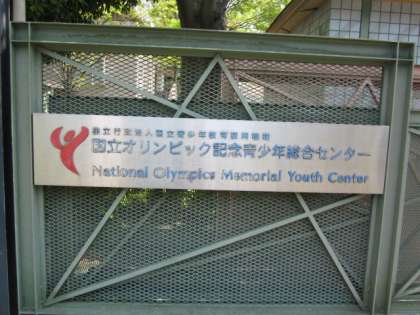 独立行政法人国立青少年教育振興機構
国立オリンピック記念青少年総合センター
National Olympics Memorial Youth Center